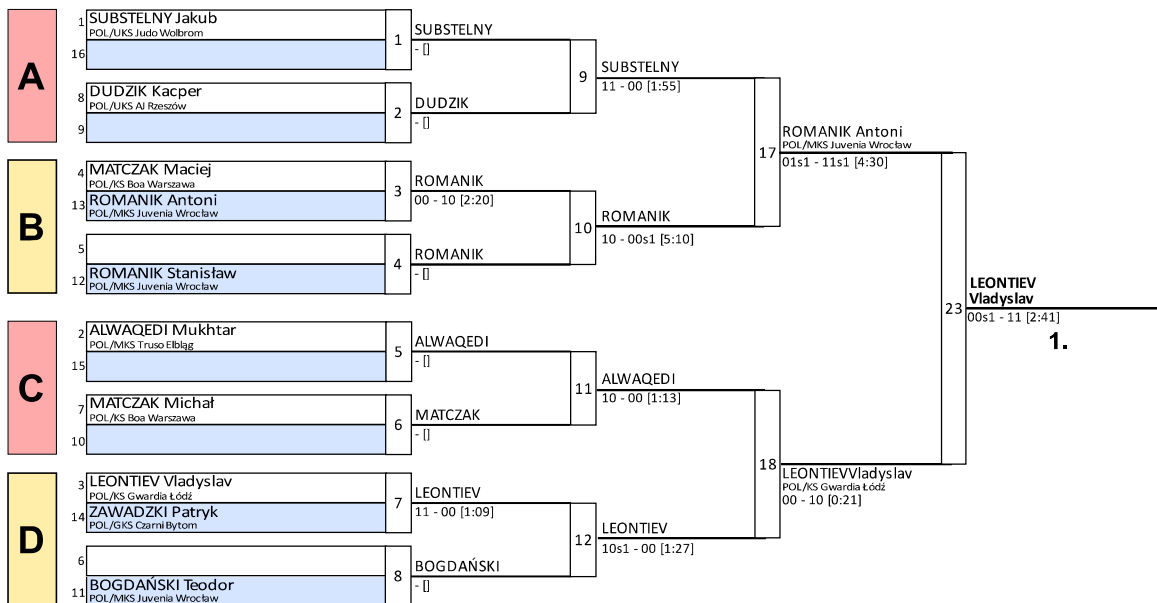 A
1
SUBSTELNY Jakub
POL/UKS Judo Wolbrom
16
1
SUBSTELNY
- []
8
DUDZIK Kacper
POL/UKS AJ Rzeszów
9
2
DUDZIK
- []
9
SUBSTELNY
11 - 00 [1:55]
B
4
MATCZAK Maciej
POL/KS Boa Warszawa
13
ROMANIK Antoni
POL/MKS Juvenia Wrocław
3
ROMANIK
00 - 10 [2:20]
5
12
ROMANIK Stanisław
POL/MKS Juvenia Wrocław
4
ROMANIK
- []
10
ROMANIK
10 - 00s1 [5:10]
17
ROMANIK Antoni
POL/MKS Juvenia Wrocław
01s1 - 11s1 [4:30]
C
2
ALWAQEDI Mukhtar
POL/MKS Truso Elbląg
15
5
ALWAQEDI
- []
7
MATCZAK Michał
POL/KS Boa Warszawa
10
6
MATCZAK
- []
11
ALWAQEDI
10 - 00 [1:13]
D
3
LEONTIEV Vladyslav
POL/KS Gwardia Łódź
14
ZAWADZKI Patryk
POL/GKS Czarni Bytom
7
LEONTIEV
11 - 00 [1:09]
6
11
BOGDAŃSKI Teodor
POL/MKS Juvenia Wrocław
8
BOGDAŃSKI
- []
12
LEONTIEV
10s1 - 00 [1:27]
18
LEONTIEVVladyslav
POL/KS Gwardia Łódź
00 - 10 [0:21]
23
LEONTIEV
Vladyslav
00s1 - 11 [2:41]
1.